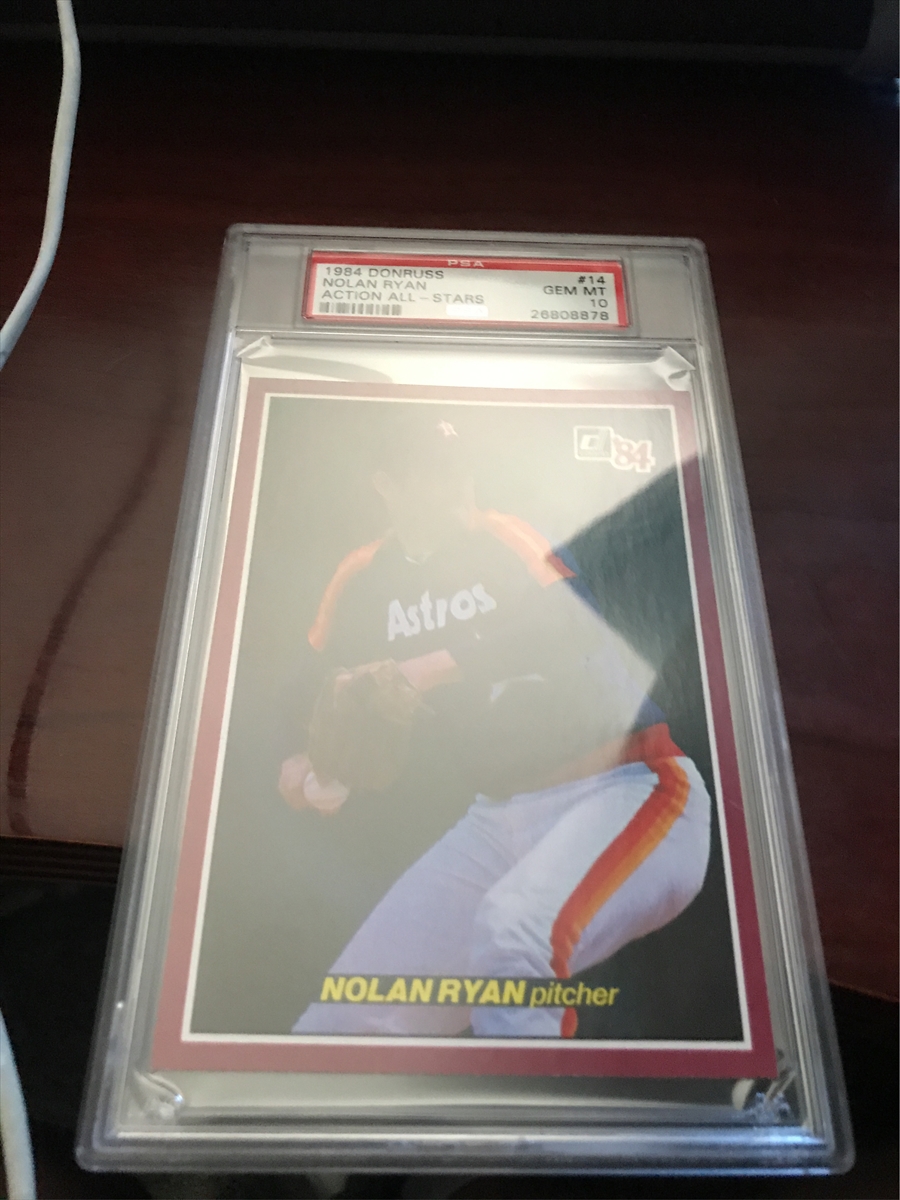 PSA
1984 DONRUSS #14
NOLAN RYAN GEM MT
ACTION ALL-STARS 10
26808878
d '84
Astros
NOLAN RYAN pitcher